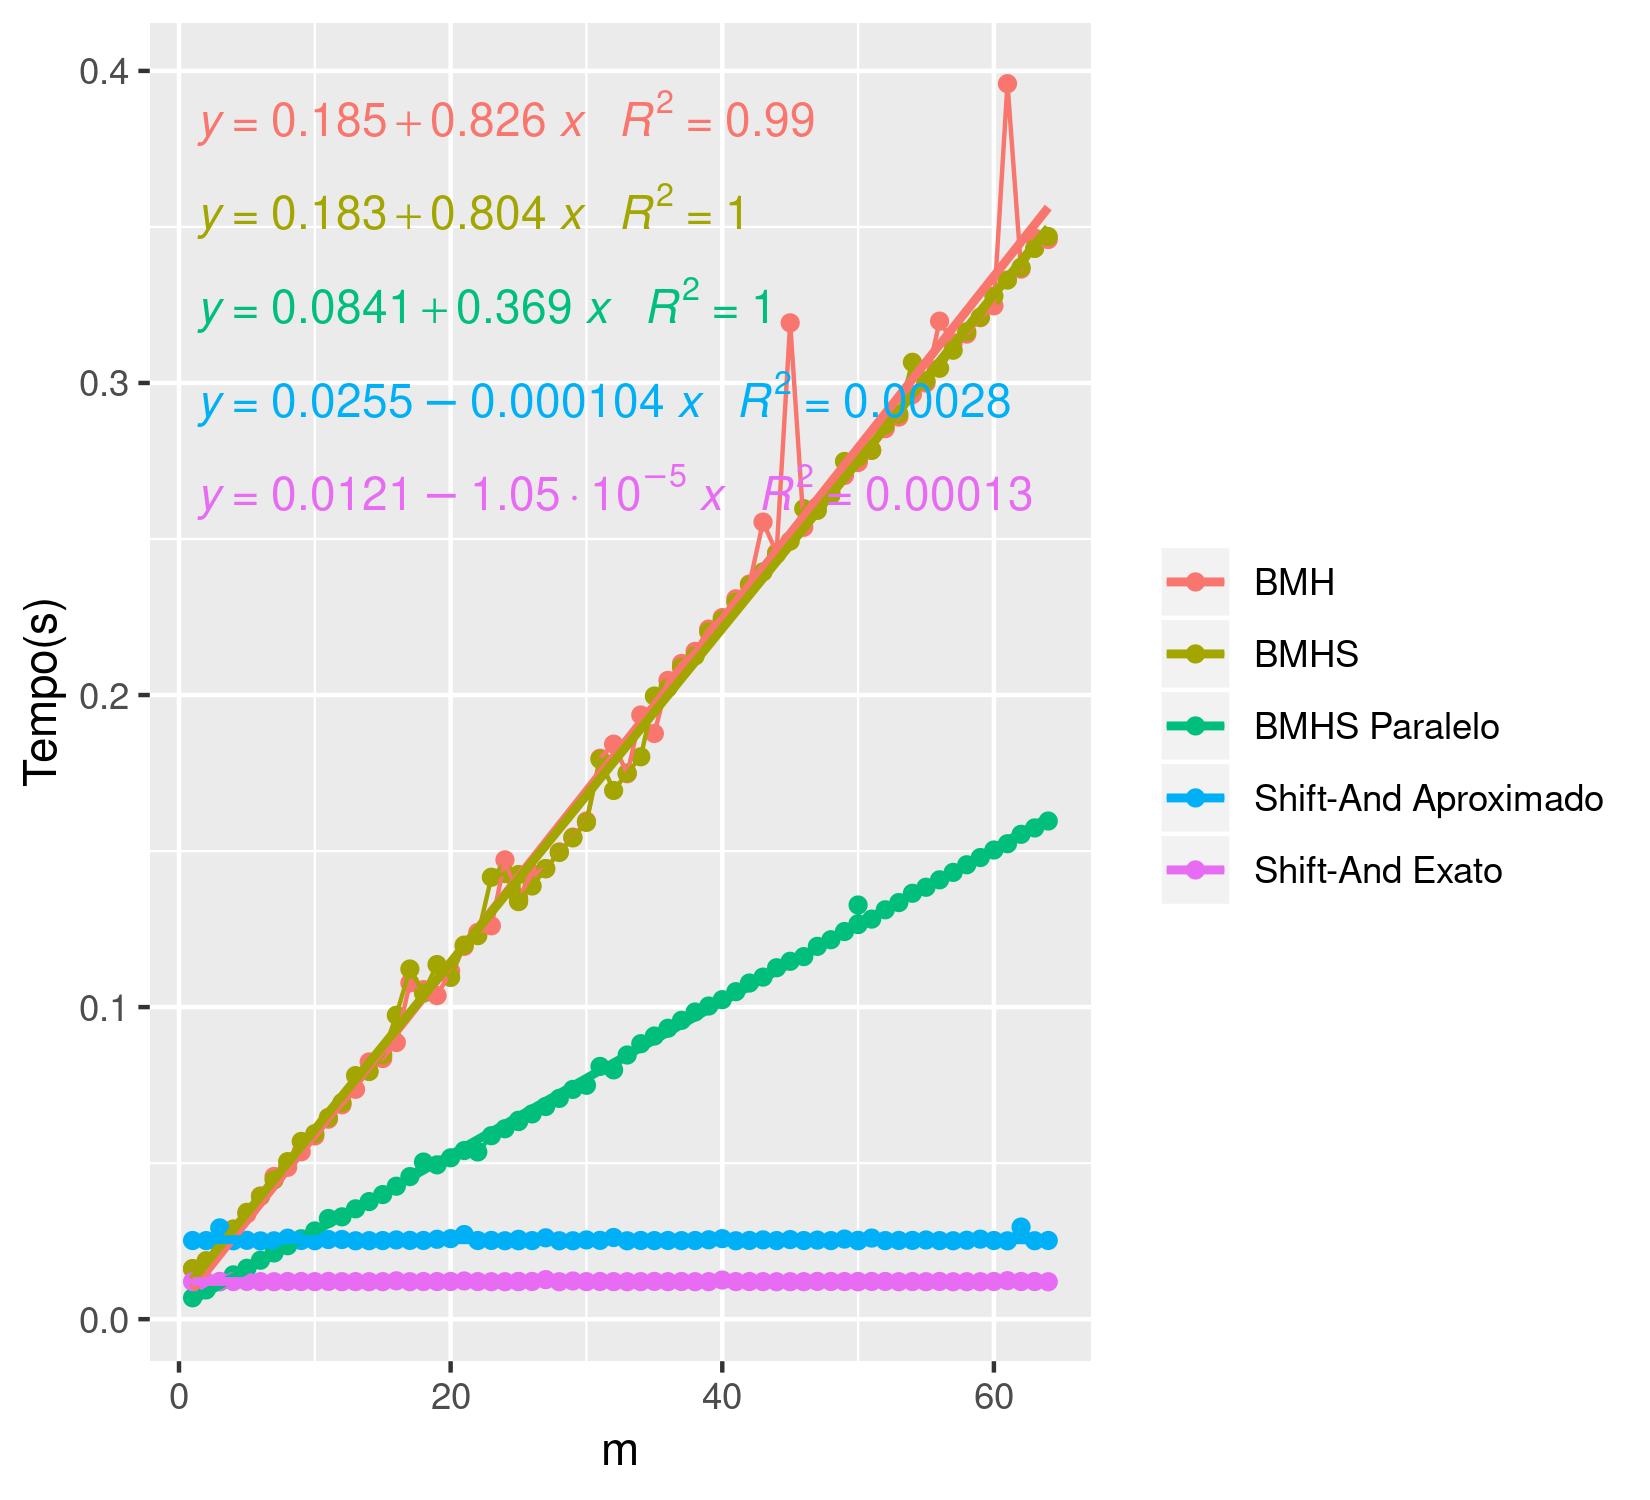 0.4
0.3
0.2
0.1
0.0
Tempo(s)
y = 0.185 + 0.826 x R² = 0.99
y = 0.183 + 0.804 x R² = 1
y = 0.0841 + 0.369 x R² = 1
y = 0.0255 − 0.000104 x R² = 0.00028
y = 0.0121 − 1.05 · 10⁻⁵ x R² = 0.00013
0 20 40 60
m
BMH
BMHS
BMHS Paralelo
Shift-And Aproximado
Shift-And Exato